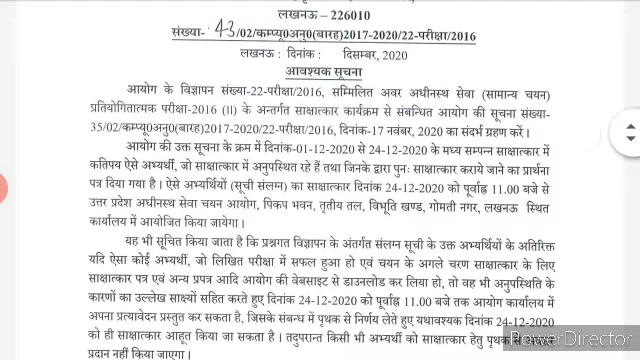 लखनऊ – 226010
संख्या- 43/02/कम्प्यू0अनु0(बारह)2017-2020/22-परीक्षा/2016
लखनऊ : दिनांक : दिसम्बर, 2020
आवश्यक सूचना
आयोग के विज्ञापन संख्या-22-परीक्षा/2016, सम्मिलित अवर अधीनस्थ सेवा (सामान्य चयन)
प्रतियोगितात्मक परीक्षा-2016 (II) के अन्तर्गत साक्षात्कार कार्यक्रम से संबन्धित आयोग की सूचना संख्या-
35/02/कम्प्यू0अनु0(बारह)2017-2020/22-परीक्षा/2016, दिनांक-17 नवंबर, 2020 का संदर्भ ग्रहण करें।
आयोग की उक्त सूचना के क्रम में दिनांक-01-12-2020 से 24-12-2020 के मध्य सम्पन्न साक्षात्कार में
कतिपय ऐसे अभ्यर्थी, जो साक्षात्कार में अनुपस्थित रहे हैं तथा जिनके द्वारा पुनः साक्षात्कार कराये जाने का प्रार्थना
पत्र दिया गया है। ऐसे अभ्यर्थियों (सूची संलग्न) का साक्षात्कार दिनांक 24-12-2020 को पूर्वाह्न 11.00 बजे से
उत्तर प्रदेश अधीनस्थ सेवा चयन आयोग, पिकप भवन, तृतीय तल, विभूति खण्ड, गोमती नगर, लखनऊ स्थित
कार्यालय में आयोजित किया जायेगा।
यह भी सूचित किया जाता है कि प्रश्नगत विज्ञापन के अंतर्गत संलग्न सूची के उक्त अभ्यर्थियों के अतिरिक्त
यदि ऐसा कोई अभ्यर्थी, जो लिखित परीक्षा में सफल हुआ हो एवं चयन के अगले चरण साक्षात्कार के लिए
साक्षात्कार पत्र एवं अन्य प्रपत्र आदि आयोग की वेबसाइट से डाउनलोड कर लिया हो, तो वह भी अनुपस्थिति के
कारणों का उल्लेख साक्ष्यों सहित करते हुए दिनांक 24-12-2020 को पूर्वाह्न 11.00 बजे तक आयोग कार्यालय में
अपना प्रत्यावेदन प्रस्तुत कर सकता है, जिसके संबन्ध में पृथक से निर्णय लेते हुए यथावश्यक दिनांक 24-12-2020
को ही साक्षात्कार आहूत किया जा सकता है। तदुपरान्त किसी भी अभ्यर्थी को साक्षात्कार हेतु पृथक से
प्रदान नहीं किया जाएगा।
PowerDirector